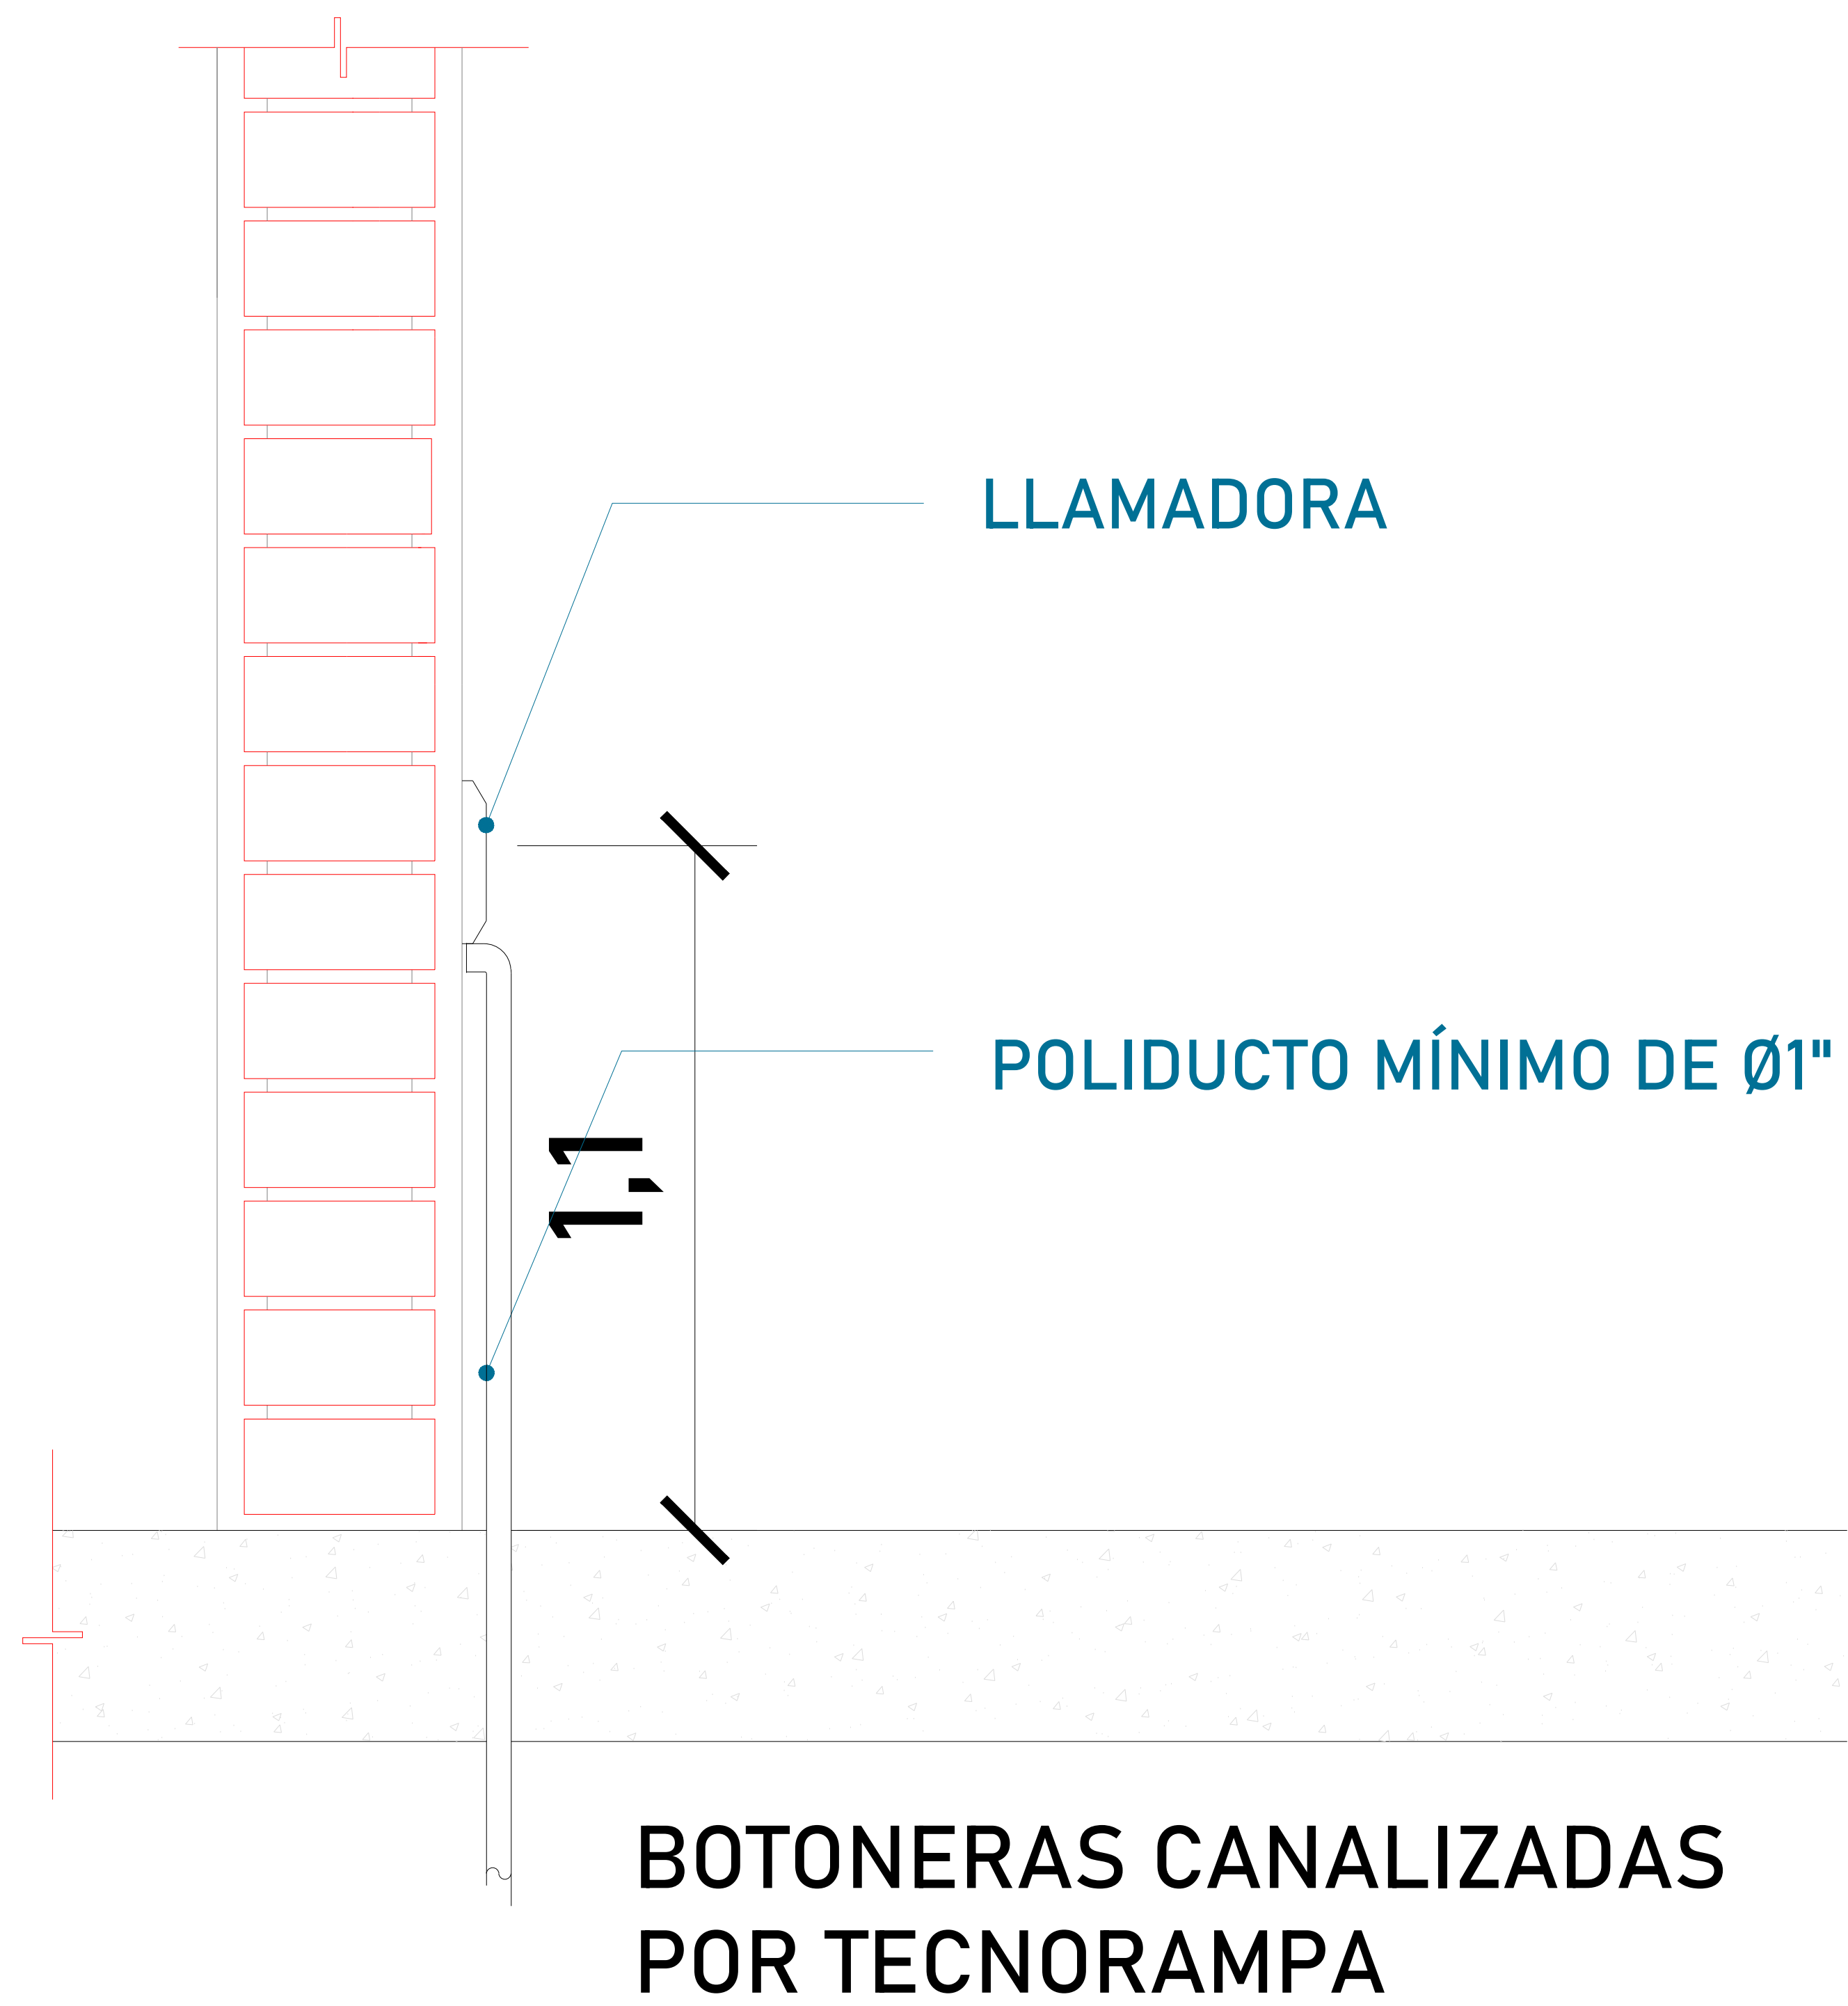 LLAMADORA
POLIDUCTO MÍNIMO DE Ø1"
1,1
BOTONERAS CANALIZADAS
POR TECNORAMPA